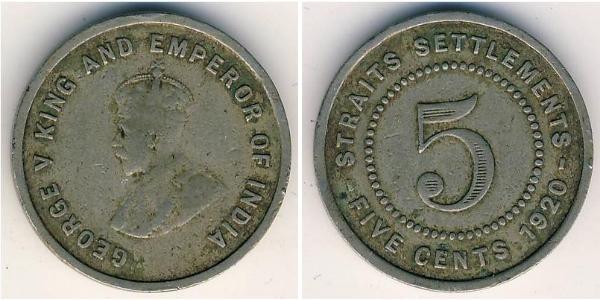 GEORGE V KING AND EMPEROR OF INDIA
STRAITS SETTLEMENTS
5
FIVE CENTS 1920